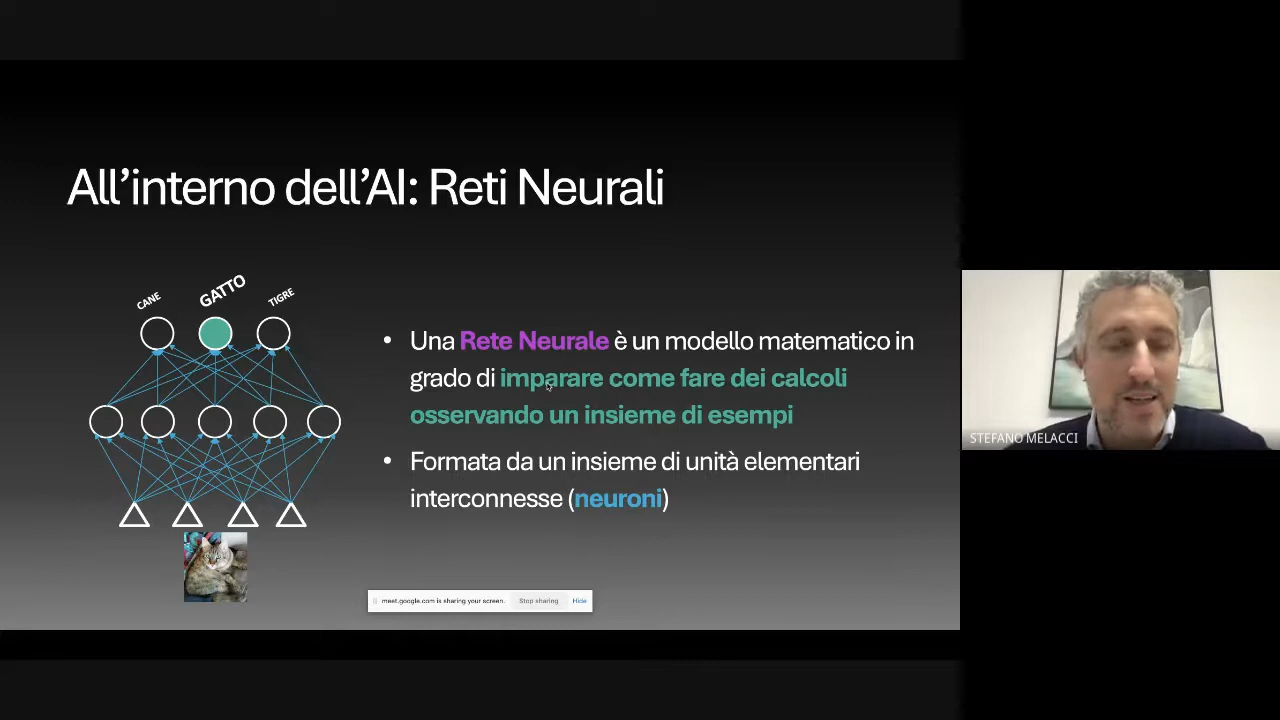 All’interno dell’AI: Reti Neurali
CANE
GATTO
TIGRE
• Una Rete Neurale è un modello matematico in
grado di imparare come fare dei calcoli
osservando un insieme di esempi
• Formata da un insieme di unità elementari
interconnesse (neuroni)
meet.google.com is sharing your screen. Stop sharing Hide
STEFANO MELACCI